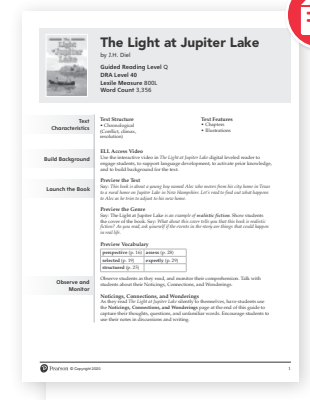 The Light at Jupiter Lake
by J.H. Diel
Guided Reading Level Q
DRA Level 40
Lexile Measure 800L
Word Count 3,356
Text
Characteristics
Text Structure
• Chronological
(Conflict, climax,
resolution)
Text Features
• Chapters
• Illustrations
Build Background
ELL Access Video
Use the interactive video in The Light at Jupiter Lake digital leveled reader to
engage students, to support language development, to activate prior knowledge,
and to build background for the text.
Launch the Book
Preview the Text
Say: This book is about a young boy named Alex who moves from his city home in Texas
to a rural home on Jupiter Lake in New Hampshire. Let's read to find out what happens
to Alex as he tries to adjust to his new home.
Preview the Genre
Say: The Light at Jupiter Lake is an example of realistic fiction. Show students
the cover of the book. Say: What about this cover tells you that this book is realistic
fiction? As you read, ask yourself if the events in the story are things that could happen
in real life.
Preview Vocabulary
perspective (p. 16) assess (p. 28)
selected (p. 19) expertly (p. 29)
structured (p. 25)
Observe and
Monitor
Observe students as they read, and monitor their comprehension. Talk with
students about their Noticings, Connections, and Wonderings.
Noticings, Connections, and Wonderings
As they read The Light at Jupiter Lake silently to themselves, have students use
the Noticings, Connections, and Wonderings page at the end of this guide to
capture their thoughts, questions, and unfamiliar words. Encourage students to
use their notes in discussions and writing.
Pearson © Copyright 2020
1